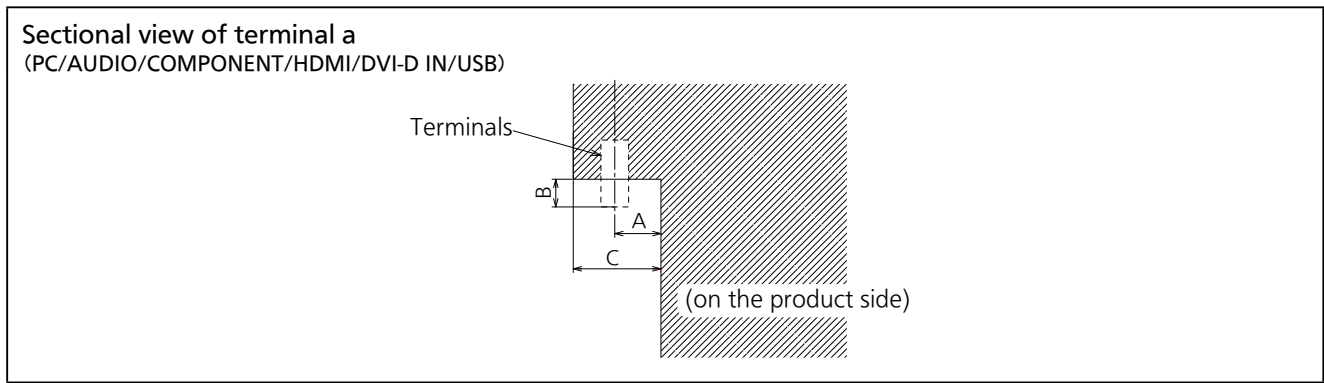 Sectional view of terminal a
(PC/AUDIO/COMPONENT/HDMI/DVI-D IN/USB)
Terminals
B
A
C
(on the product side)